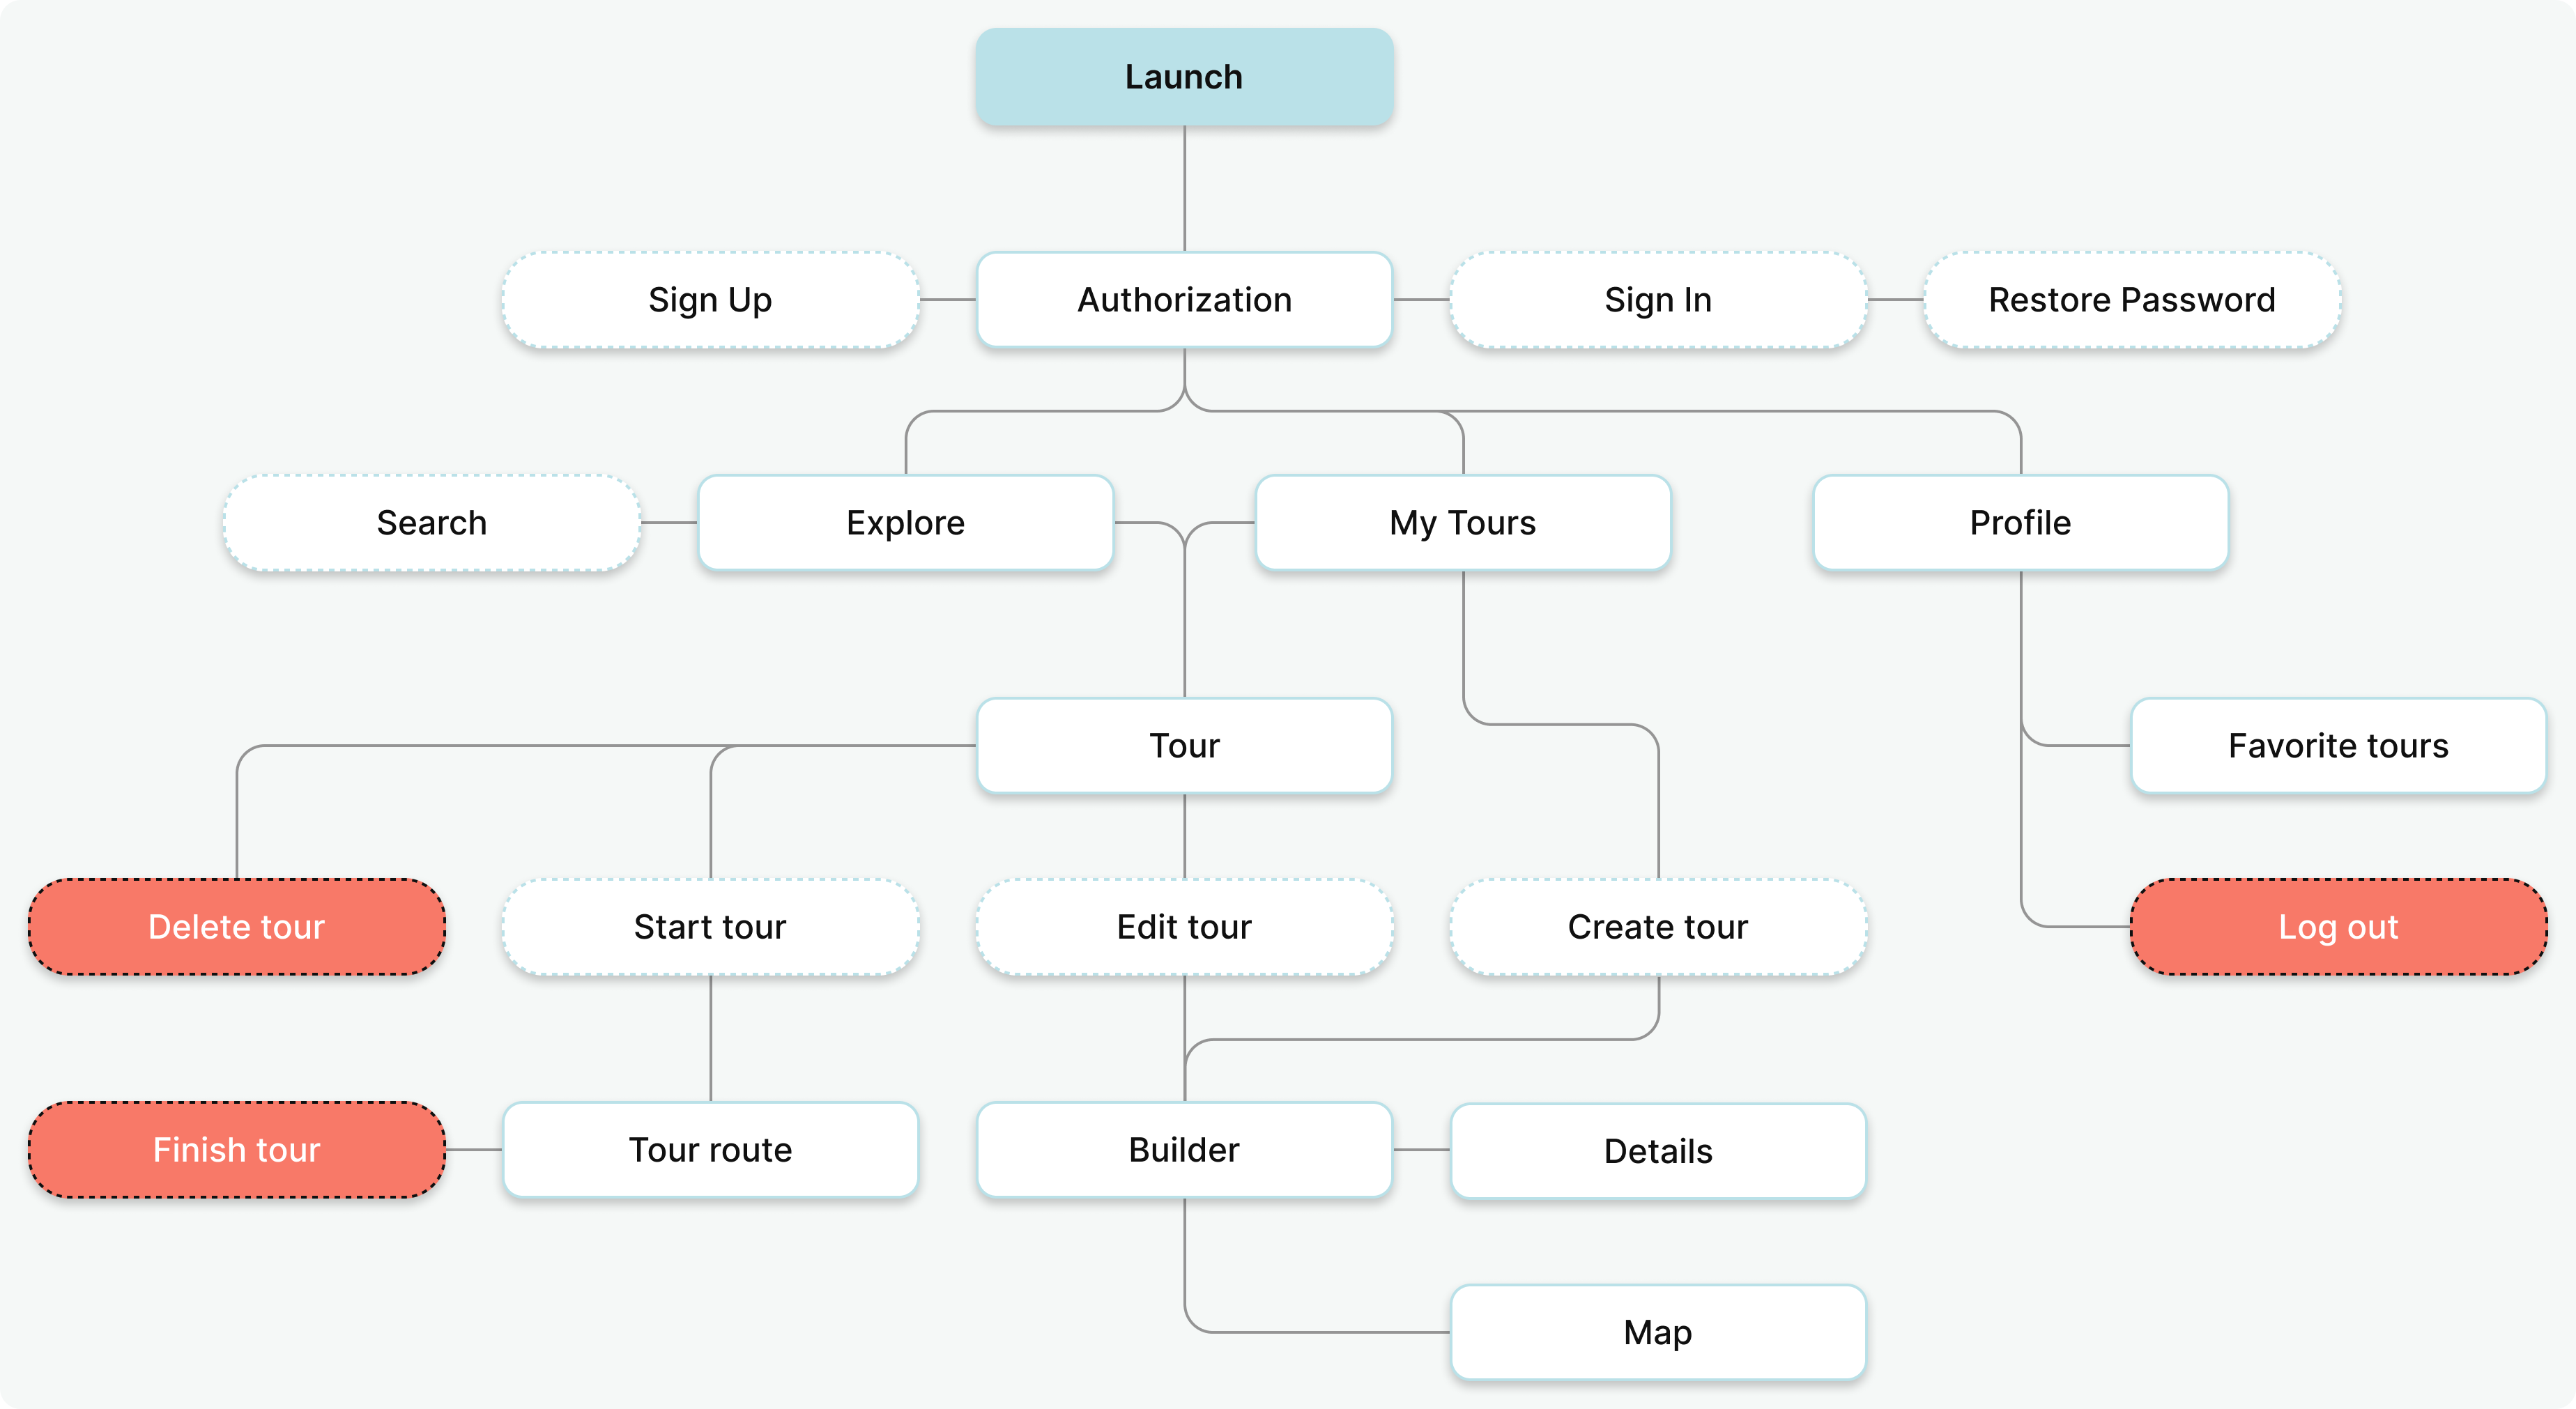 Launch
Sign Up
Authorization
Sign In
Restore Password
Search
Explore
My Tours
Profile
Tour
Favorite tours
Delete tour
Start tour
Edit tour
Create tour
Log out
Finish tour
Tour route
Builder
Details
Map